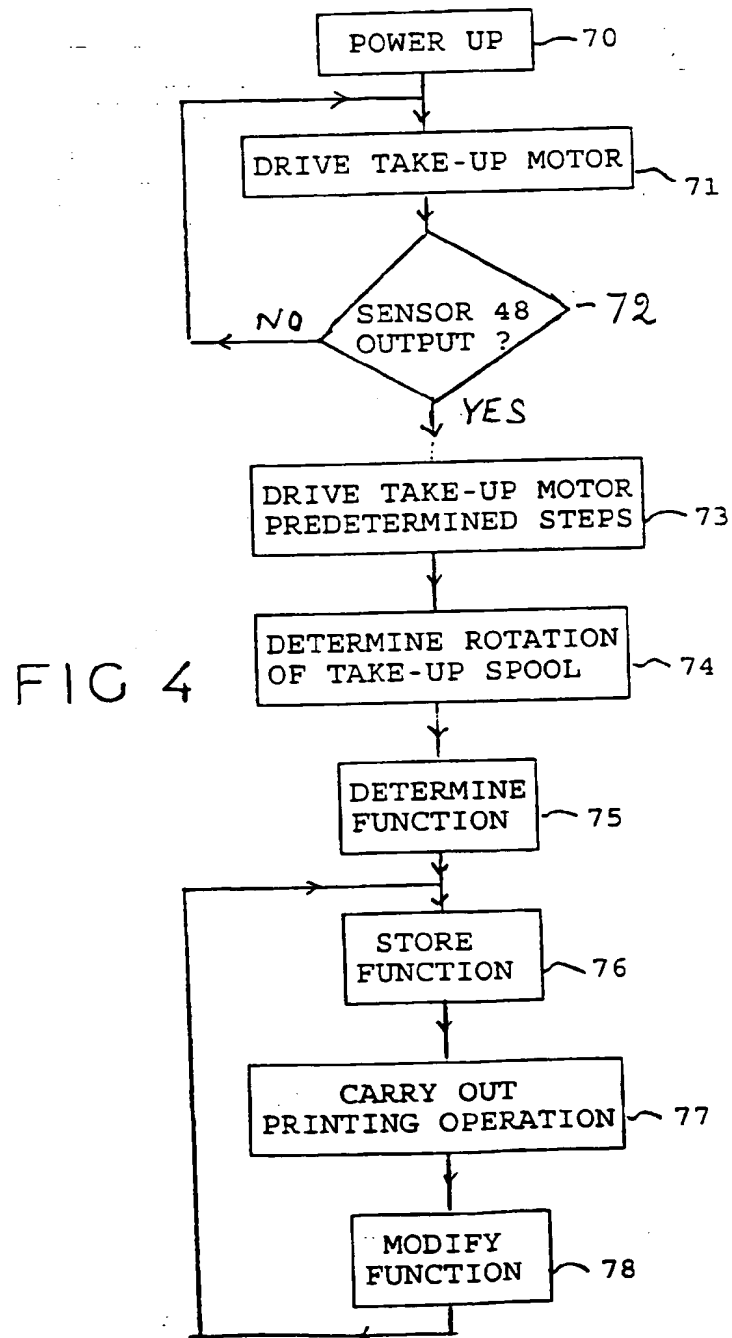 POWER UP
70
DRIVE TAKE-UP MOTOR
71
SENSOR 48
OUTPUT ?
72
NO
YES
DRIVE TAKE-UP MOTOR
PREDETERMINED STEPS
73
DETERMINE ROTATION
OF TAKE-UP SPOOL
74
FIG 4
DETERMINE
FUNCTION
75
STORE
FUNCTION
76
CARRY OUT
PRINTING OPERATION
77
MODIFY
FUNCTION
78